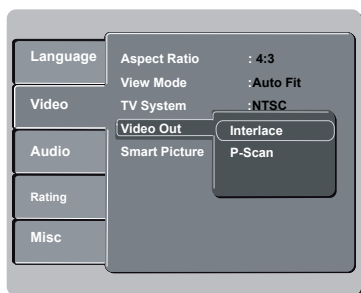 Language
Video
Audio
Rating
Misc
Aspect Ratio : 4:3
View Mode :Auto Fit
TV System :NTSC
Video Out
Smart Picture
Interlace
P-Scan